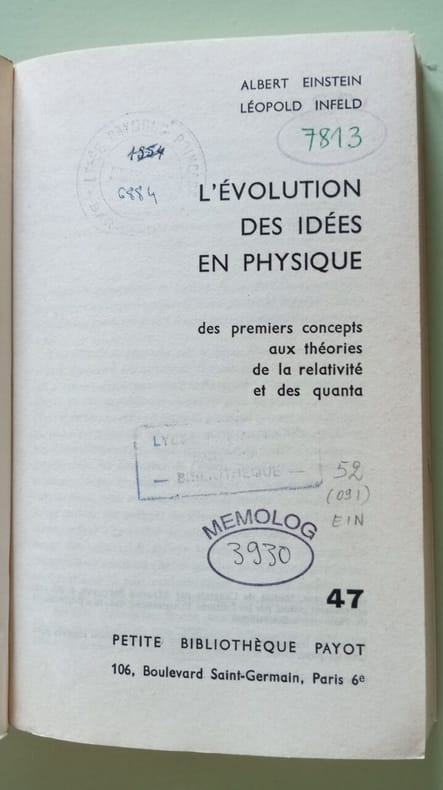 ALBERT EINSTEIN
LÉOPOLD INFELD
7813
1854
6884
L'ÉVOLUTION
DES IDÉES
EN PHYSIQUE
des premiers concepts
aux théories
de la relativité
et des quanta
LYCÉE
— BIBLIOTHEQUE —
52
(091)
EIN
MEMOLOG
3930
47
PETITE BIBLIOTHÈQUE PAYOT
106, Boulevard Saint-Germain, Paris 6e